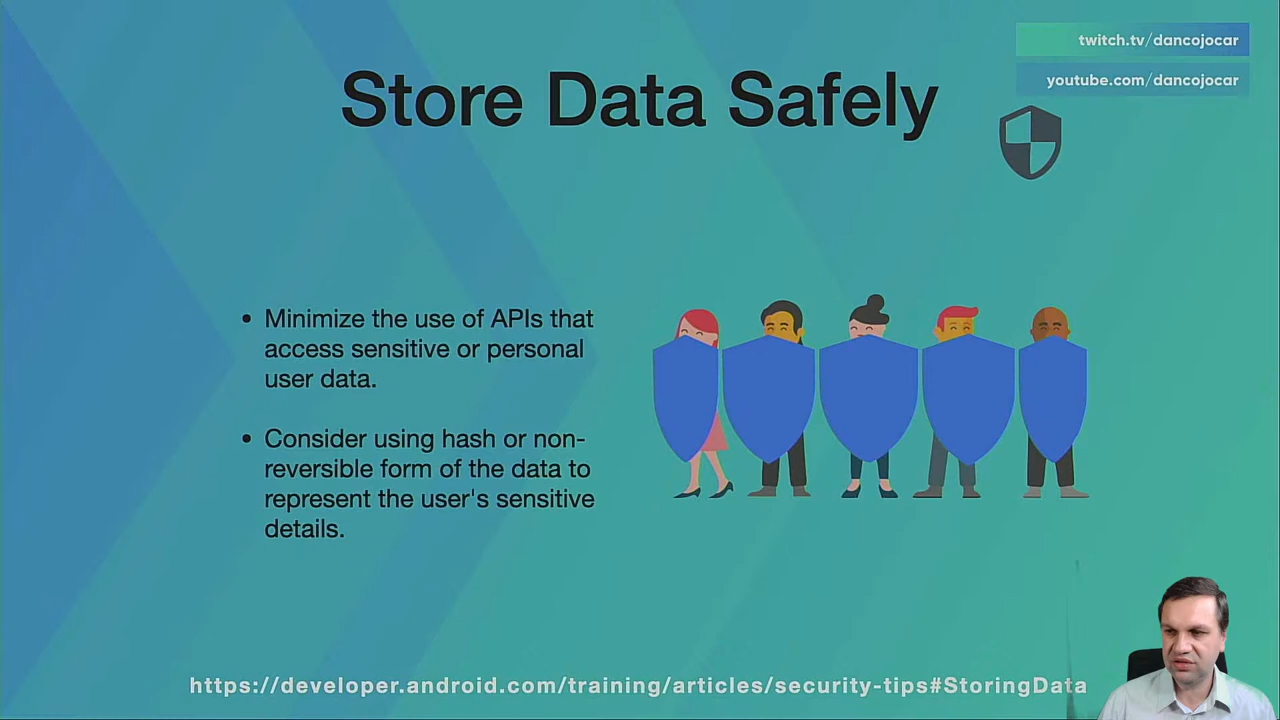 twitch.tv/dancojocar
youtube.com/dancojocar
Store Data Safely
• Minimize the use of APIs that
access sensitive or personal
user data.
• Consider using hash or non-
reversible form of the data to
represent the user's sensitive
details.
https://developer.android.com/training/articles/security-tips#StoringData